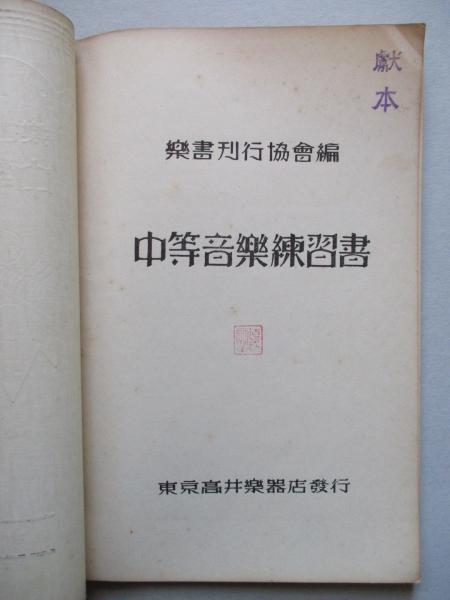 獻
本
樂書刊行協會編
中等音樂練習書
東京高井樂器店發行